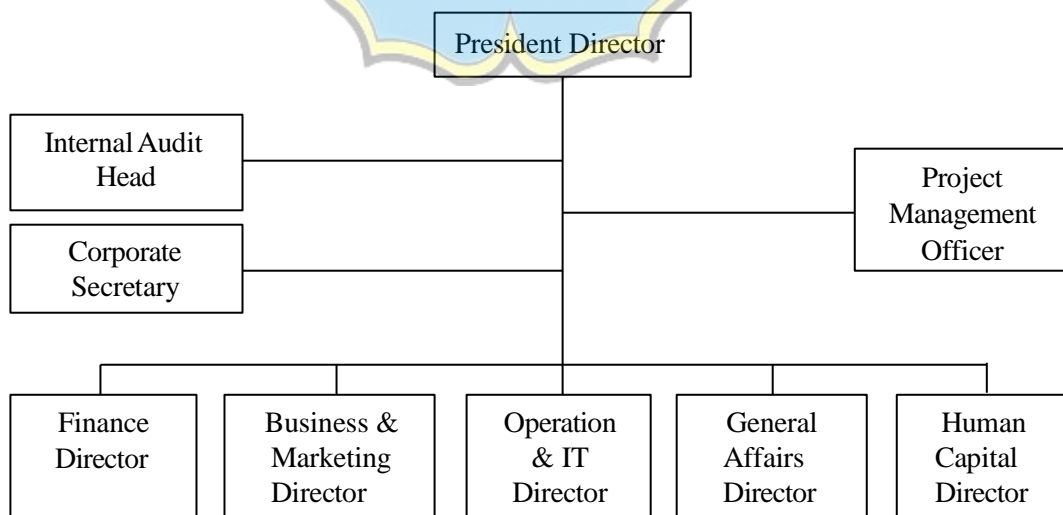 President Director
Internal Audit
Head
Project
Management
Officer
Corporate
Secretary
Finance
Director
Business &
Marketing
Director
Operation
& IT
Director
General
Affairs
Director
Human
Capital
Director